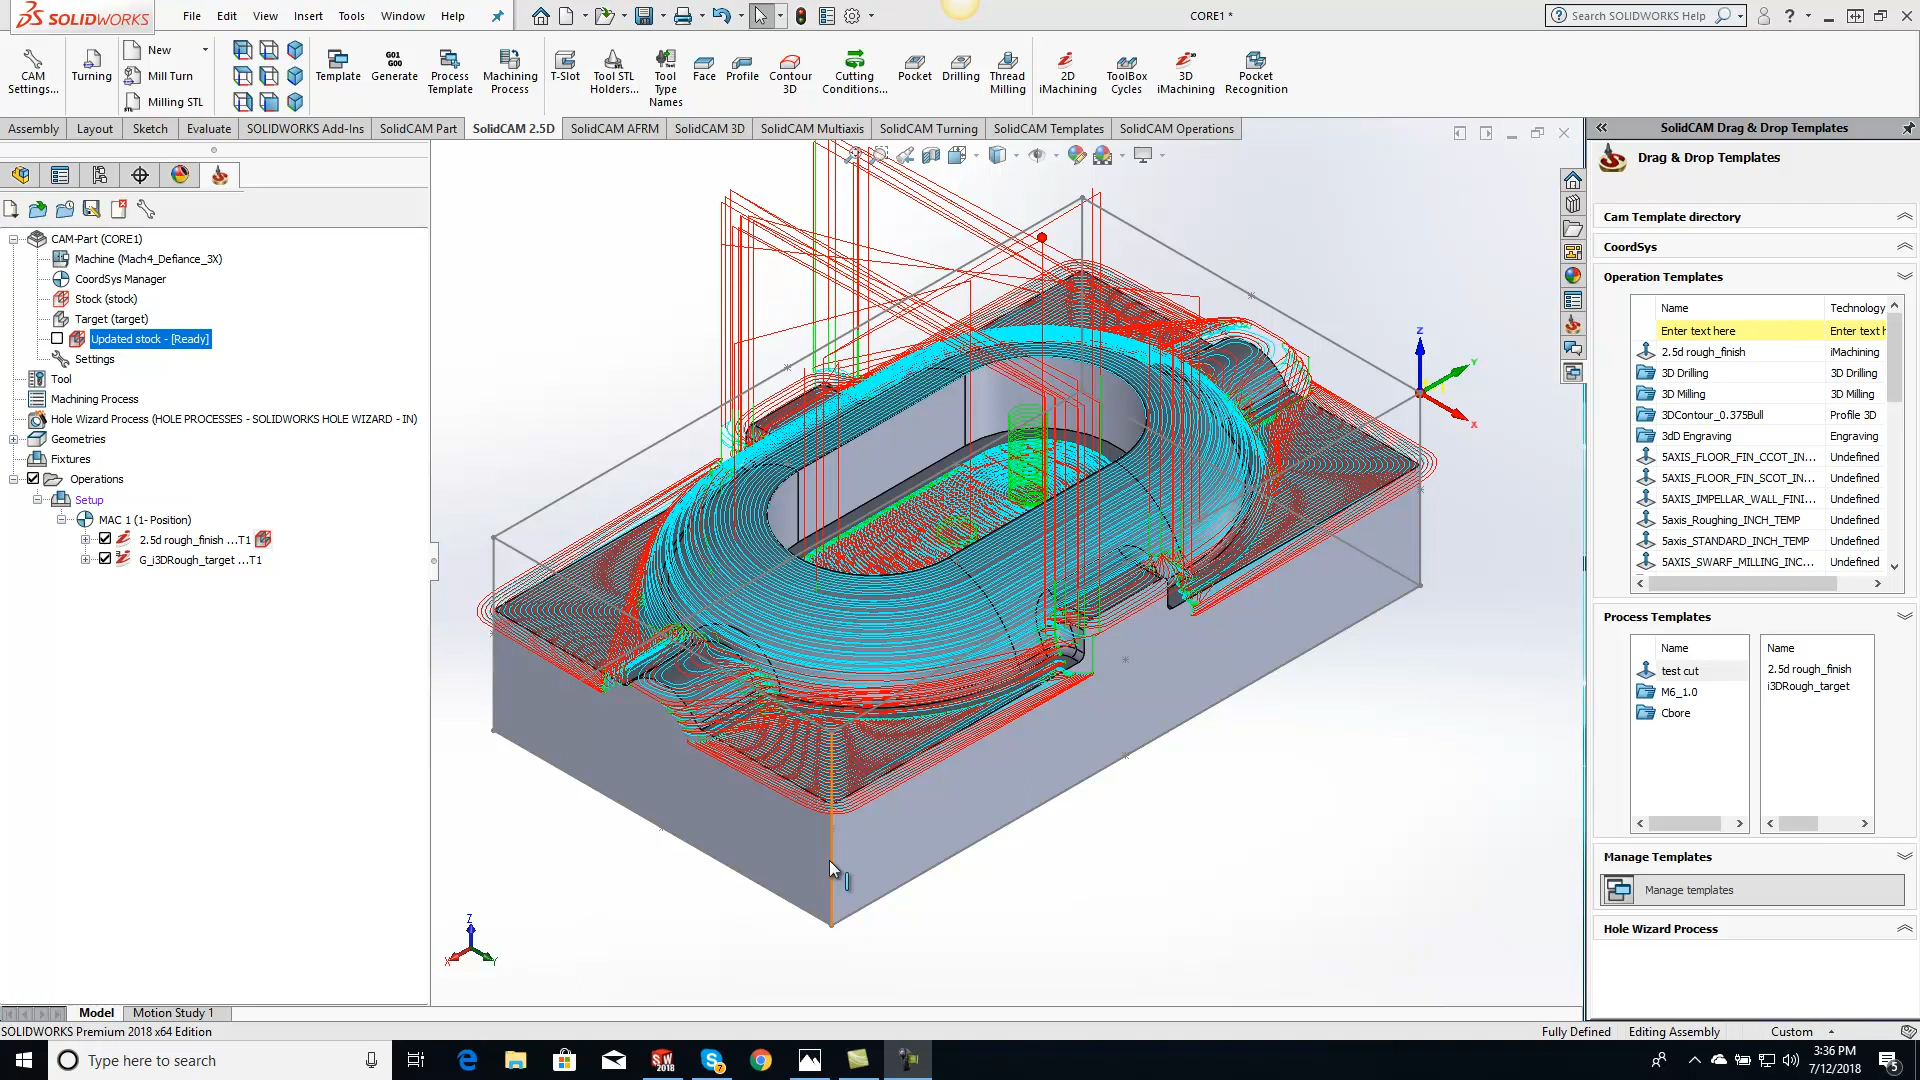 SOLIDWORKS
File Edit View Insert Tools Window Help
CORE1 *
Search SOLIDWORKS Help
CAM Settings...
Turning
New
Mill Turn
Milling STL
Template
G01 G00 Generate
Process Template
Machining Process
T-Slot
Tool STL Holders...
Tool Type Names
Face
Profile
Contour 3D
Cutting Conditions...
Pocket
Drilling
Thread Milling
2D iMachining
ToolBox Cycles
3D iMachining
Pocket Recognition
Assembly Layout Sketch Evaluate SOLIDWORKS Add-Ins SolidCAM Part SolidCAM 2.5D SolidCAM AFRM SolidCAM 3D SolidCAM Multiaxis SolidCAM Turning SolidCAM Templates SolidCAM Operations
CAM-Part (CORE1)
Machine (Mach4_Defiance_3X)
CoordSys Manager
Stock (stock)
Target (target)
Updated stock - [Ready]
Settings
Tool
Machining Process
Hole Wizard Process (HOLE PROCESSES - SOLIDWORKS HOLE WIZARD - IN)
Geometries
Fixtures
Operations
Setup
MAC 1 (1- Position)
2.5d rough_finish ...T1
G_i3DRough_target ...T1
Z
Y
X
Z
X
Y
SolidCAM Drag & Drop Templates
Drag & Drop Templates
Cam Template directory
CoordSys
Operation Templates
Name Technology
Enter text here Enter text h
2.5d rough_finish iMachining
3D Drilling 3D Drilling
3D Milling 3D Milling
3DContour_0.375Bull Profile 3D
3dD Engraving Engraving
5AXIS_FLOOR_FIN_CCOT_IN... Undefined
5AXIS_FLOOR_FIN_SCOT_IN... Undefined
5AXIS_IMPELLAR_WALL_FINI... Undefined
5axis_Roughing_INCH_TEMP Undefined
5axis_STANDARD_INCH_TEMP Undefined
5AXIS_SWARF_MILLING_INC... Undefined
Process Templates
Name Name
test cut 2.5d rough_finish
M6_1.0 i3DRough_target
Cbore
Manage Templates
Manage templates
Hole Wizard Process
Model Motion Study 1
SOLIDWORKS Premium 2018 x64 Edition
Fully Defined Editing Assembly Custom
Type here to search
SW 2018
7
3:36 PM
7/12/2018
5